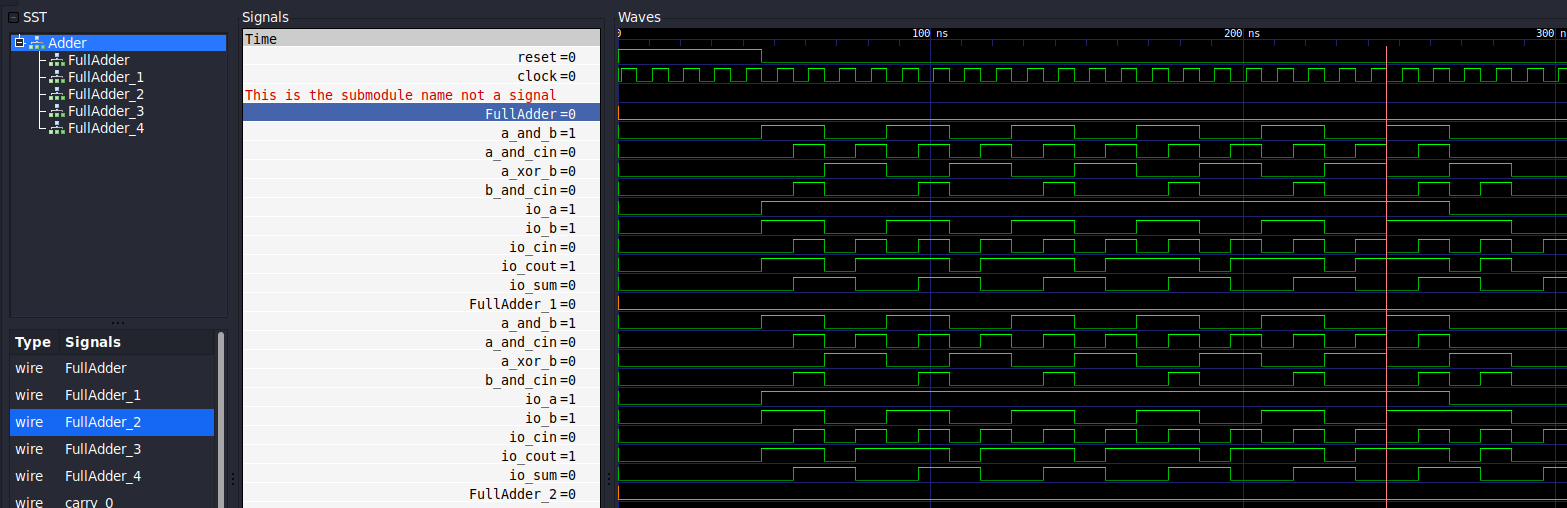 SST
Adder
FullAdder
FullAdder_1
FullAdder_2
FullAdder_3
FullAdder_4
Type Signals
wire FullAdder
wire FullAdder_1
wire FullAdder_2
wire FullAdder_3
wire FullAdder_4
wire carry_0
Signals
Time
reset=0
clock=0
This is the submodule name not a signal
FullAdder=0
a_and_b=1
a_and_cin=0
a_xor_b=0
b_and_cin=0
io_a=1
io_b=1
io_cin=0
io_cout=1
io_sum=0
FullAdder_1=0
a_and_b=1
a_and_cin=0
a_xor_b=0
b_and_cin=0
io_a=1
io_b=1
io_cin=0
io_cout=1
io_sum=0
FullAdder_2=0
Waves
0 100 ns 200 ns 300 n